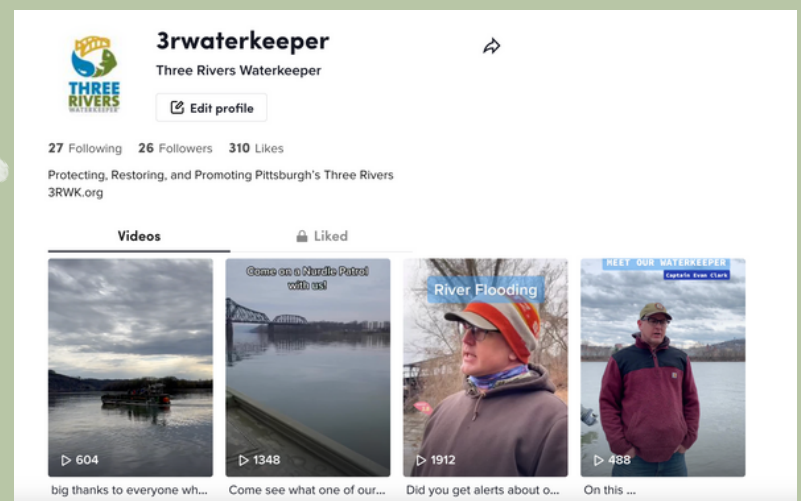 3rwaterkeeper
Three Rivers Waterkeeper
THREE
RIVERS
WATERKEEPER
Edit profile
27 Following 26 Followers 310 Likes
Protecting, Restoring, and Promoting Pittsburgh's Three Rivers
3RWK.org
Videos Liked
Come on a Nurdle Patrol
with us!
River Flooding
MEET OUR WATERKEEPER
Captain Evan Clark
604 1348 1912 488
big thanks to everyone wh... Come see what one of our... Did you get alerts about o... On this ...